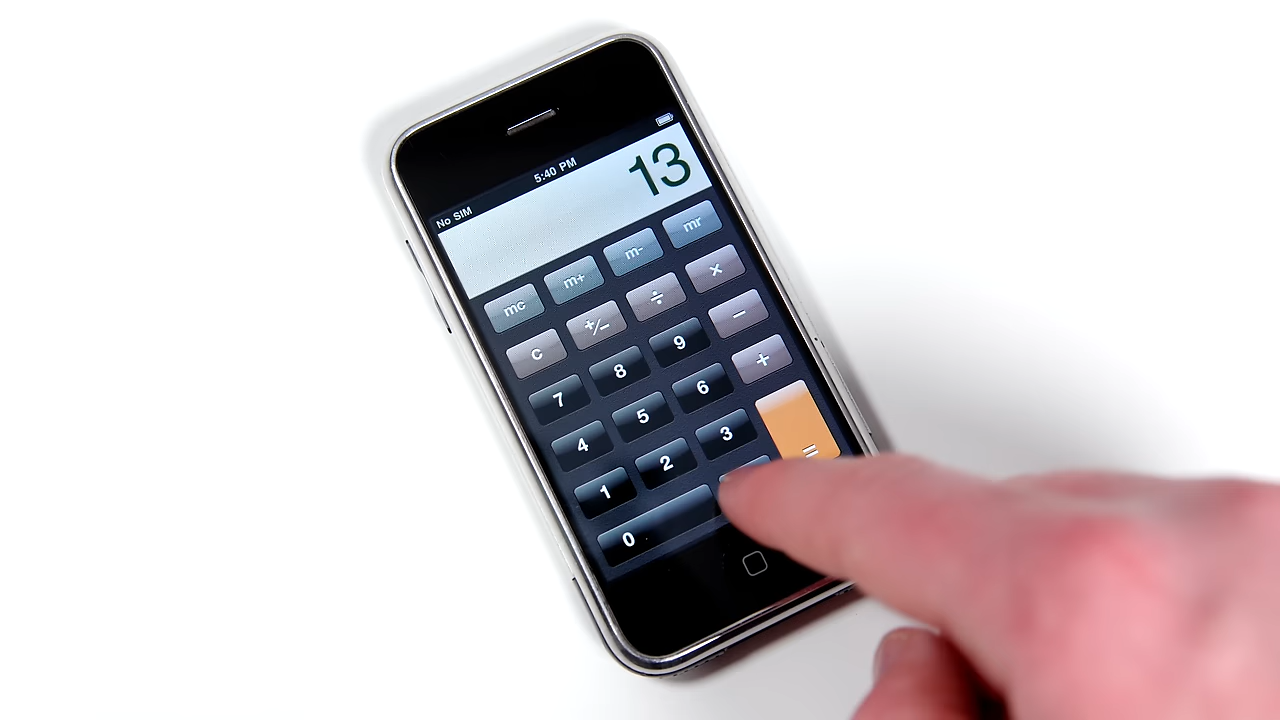 No SIM 5:40 PM
13
mc m+ m- mr
c +/- ÷ ×
7 8 9 −
4 5 6 +
1 2 3 =
0